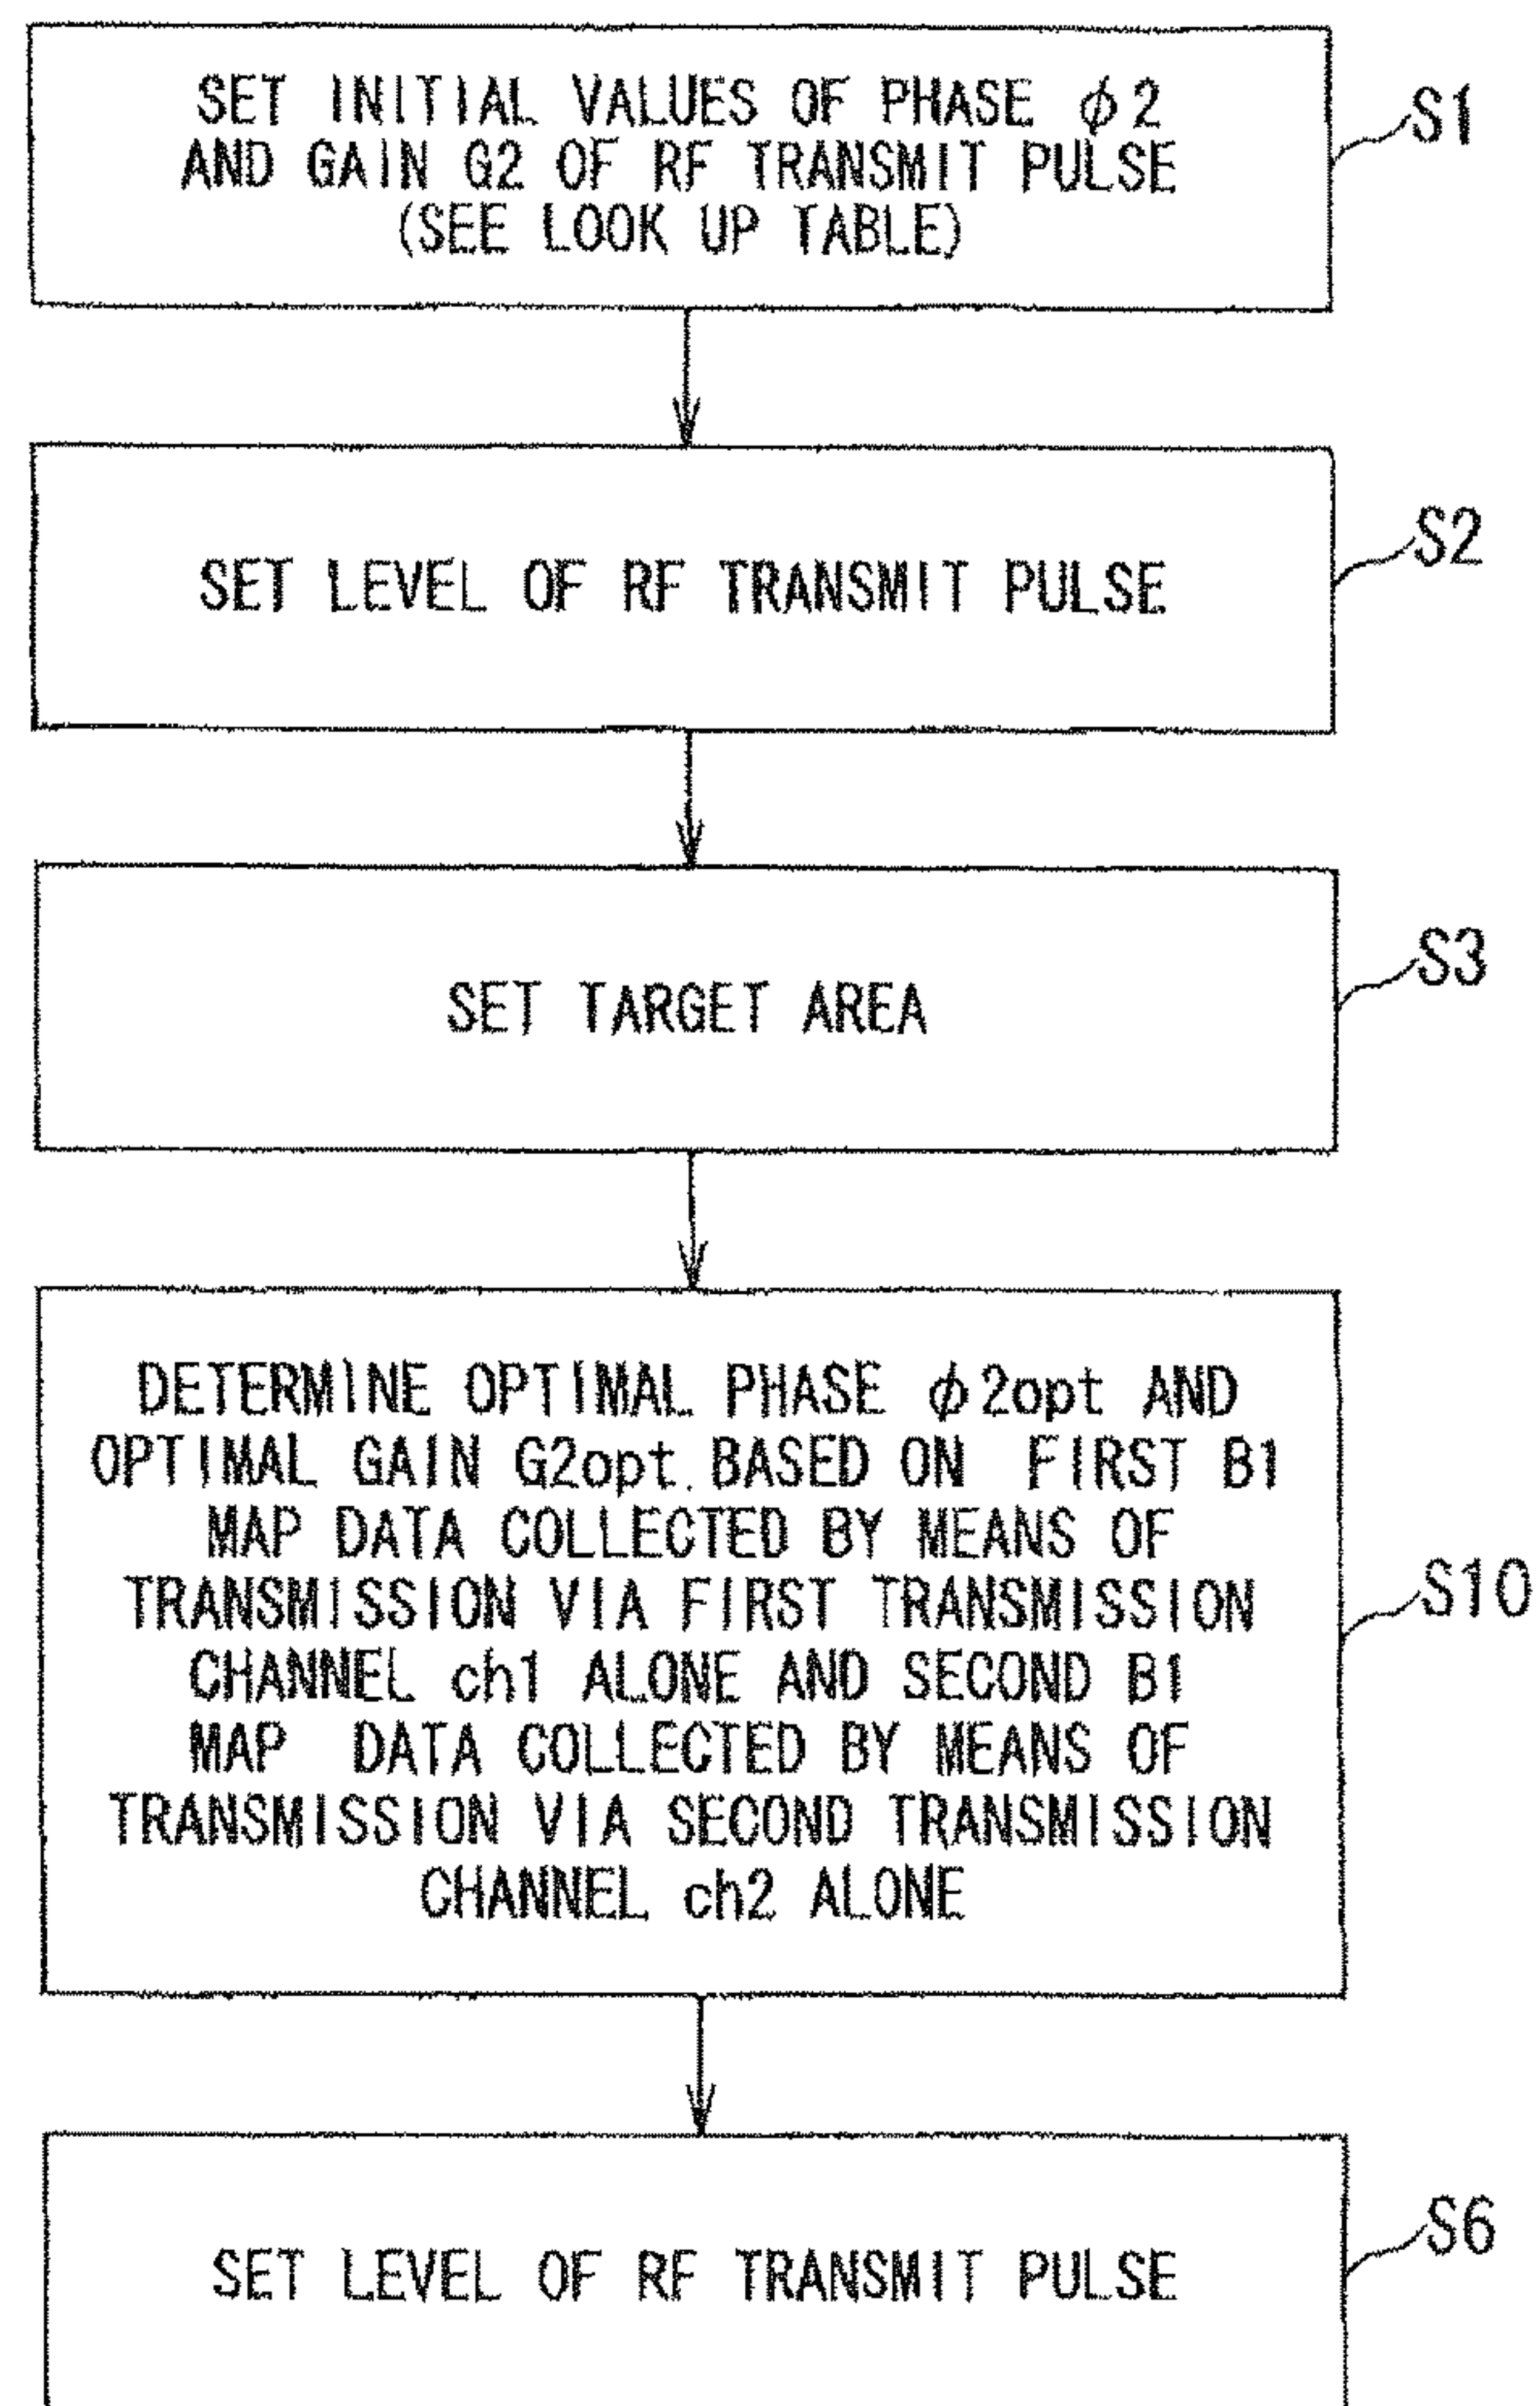 SET INITIAL VALUES OF PHASE ϕ2
AND GAIN G2 OF RF TRANSMIT PULSE
(SEE LOOK UP TABLE)
S1
SET LEVEL OF RF TRANSMIT PULSE
S2
SET TARGET AREA
S3
DETERMINE OPTIMAL PHASE ϕ2opt AND
OPTIMAL GAIN G2opt. BASED ON FIRST B1
MAP DATA COLLECTED BY MEANS OF
TRANSMISSION VIA FIRST TRANSMISSION
CHANNEL ch1 ALONE AND SECOND B1
MAP DATA COLLECTED BY MEANS OF
TRANSMISSION VIA SECOND TRANSMISSION
CHANNEL ch2 ALONE
S10
SET LEVEL OF RF TRANSMIT PULSE
S6